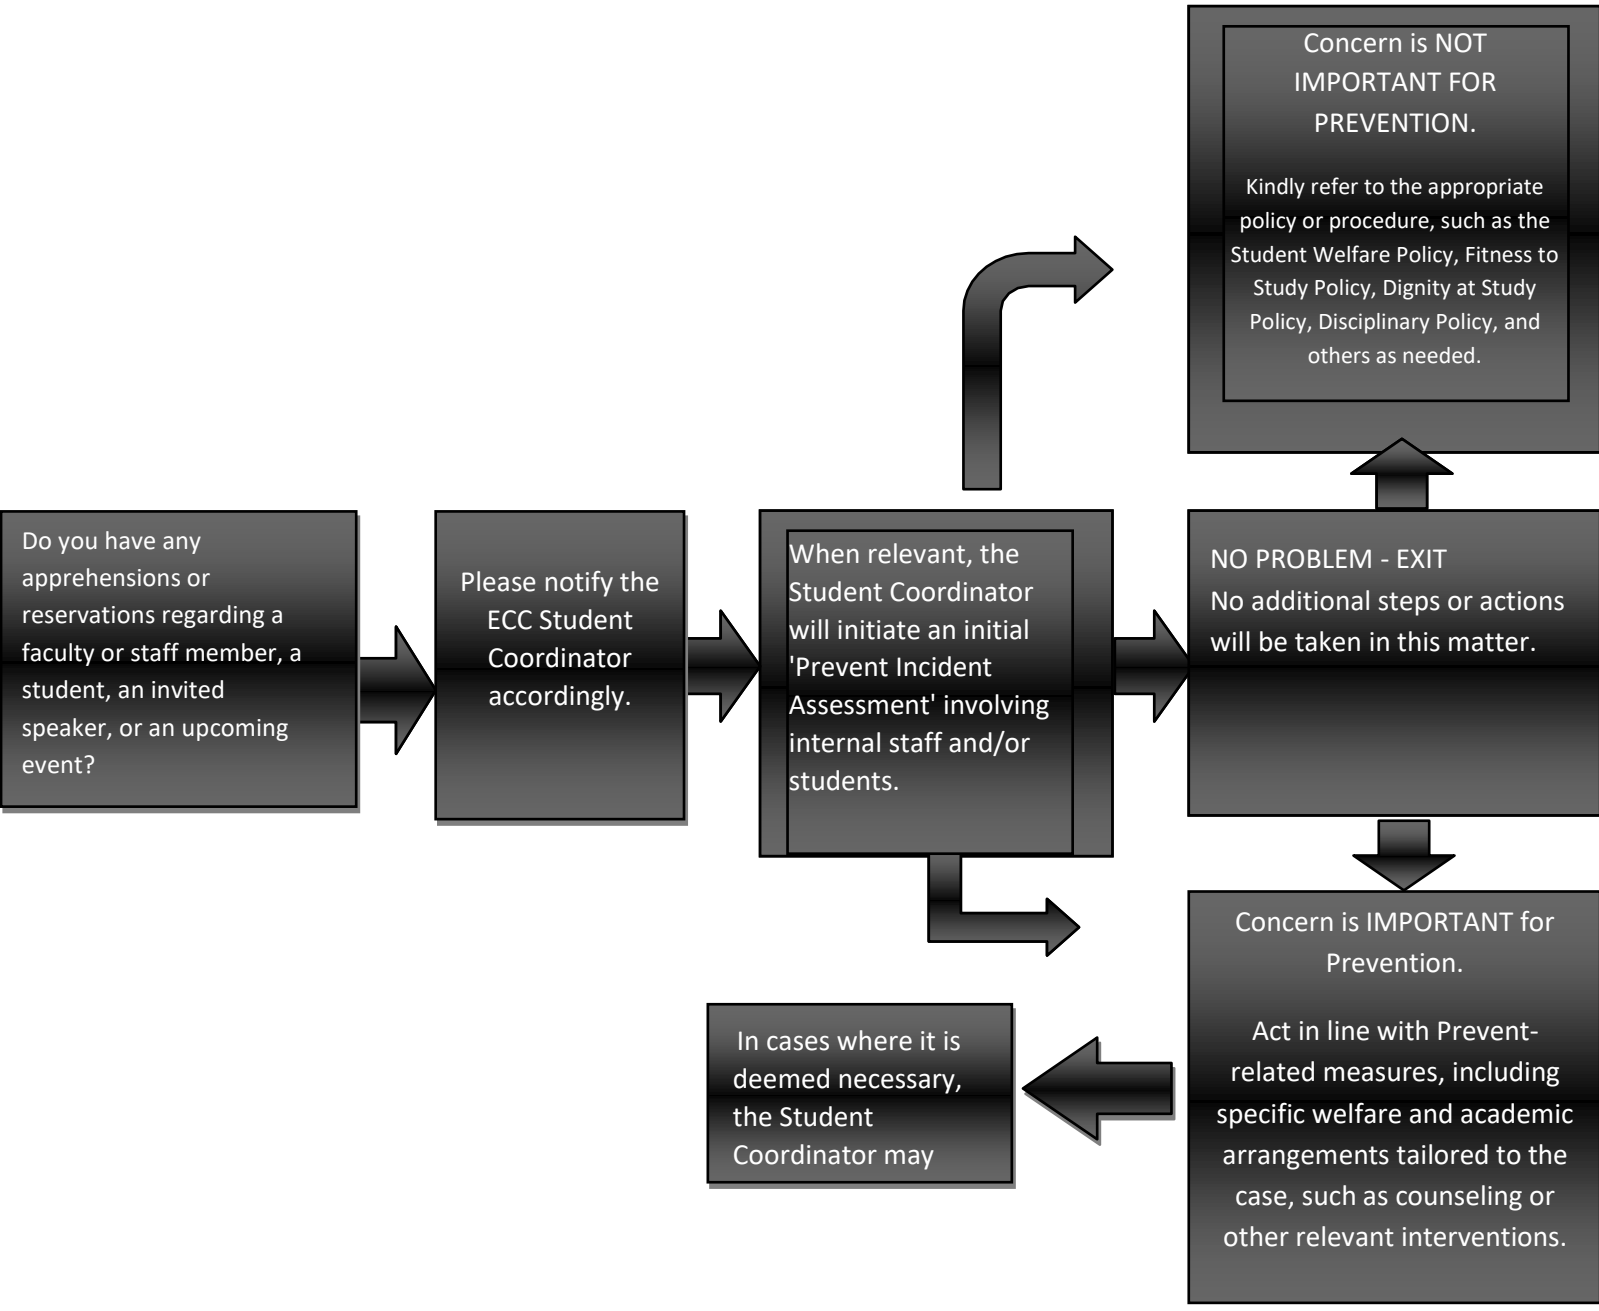 Do you have any
apprehensions or
reservations regarding a
faculty or staff member, a
student, an invited
speaker, or an upcoming
event?
Please notify the
ECC Student
Coordinator
accordingly.
When relevant, the
Student Coordinator
will initiate an initial
'Prevent Incident
Assessment' involving
internal staff and/or
students.
Concern is NOT
IMPORTANT FOR
PREVENTION.
Kindly refer to the appropriate
policy or procedure, such as the
Student Welfare Policy, Fitness to
Study Policy, Dignity at Study
Policy, Disciplinary Policy, and
others as needed.
NO PROBLEM - EXIT
No additional steps or actions
will be taken in this matter.
Concern is IMPORTANT for
Prevention.
Act in line with Prevent-
related measures, including
specific welfare and academic
arrangements tailored to the
case, such as counseling or
other relevant interventions.
In cases where it is
deemed necessary,
the Student
Coordinator may